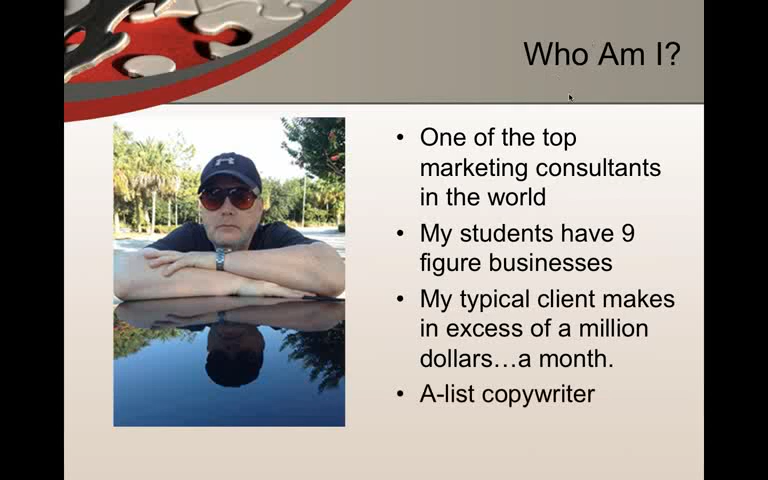 Who Am I?
• One of the top
marketing consultants
in the world
• My students have 9
figure businesses
• My typical client makes
in excess of a million
dollars…a month.
• A-list copywriter